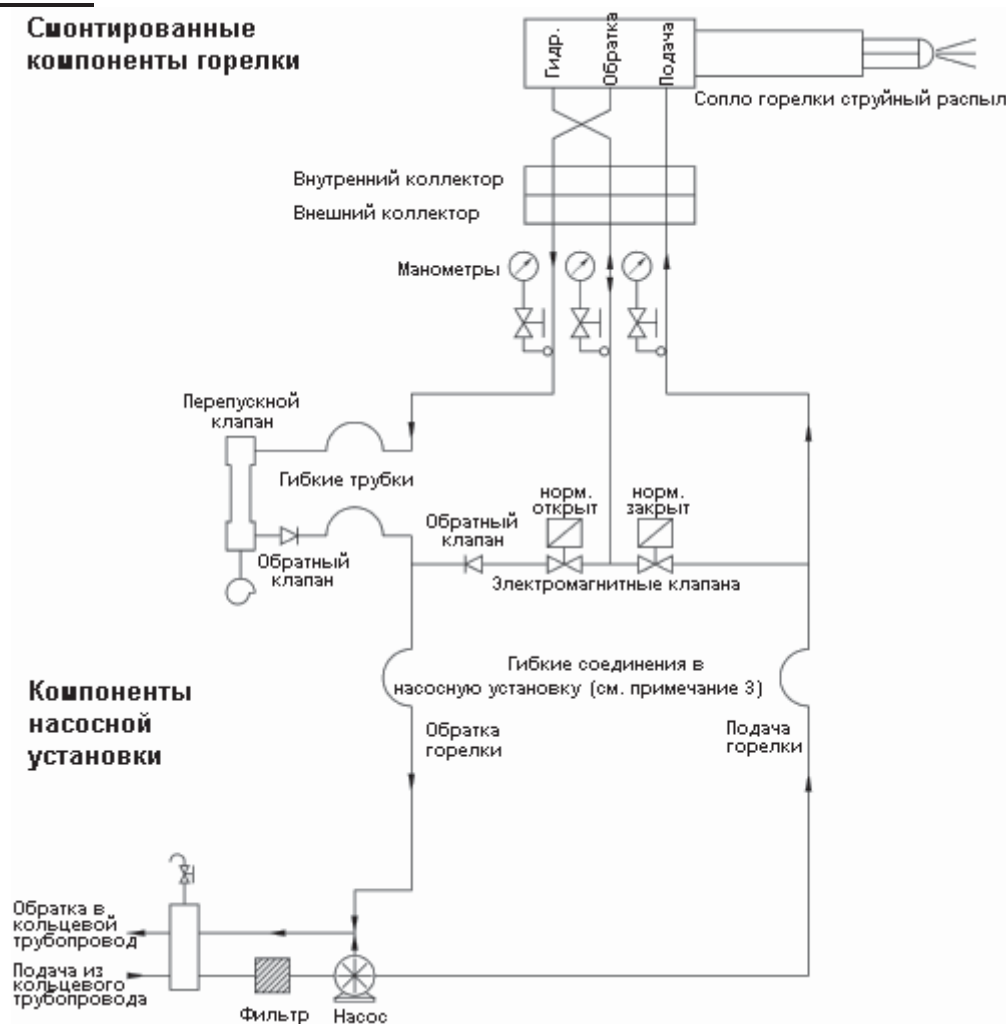 Смонтированные
компоненты горелки
Гидр.
Обратка
Подача
Сопло горелки струйный распыл
Внутренний коллектор
Внешний коллектор
Манометры
Перепускной
клапан
Гибкие трубки
норм.
открыт
норм.
закрыт
Обратный
клапан
Обратный
клапан
Электромагнитные клапана
Гибкие соединения в
насосную установку (см. примечание 3)
Компоненты
насосной
установки
Обратка
горелки
Подача
горелки
Обратка в
кольцевой
трубопровод
Подача из
кольцевого
трубопровода
Фильтр
Насос